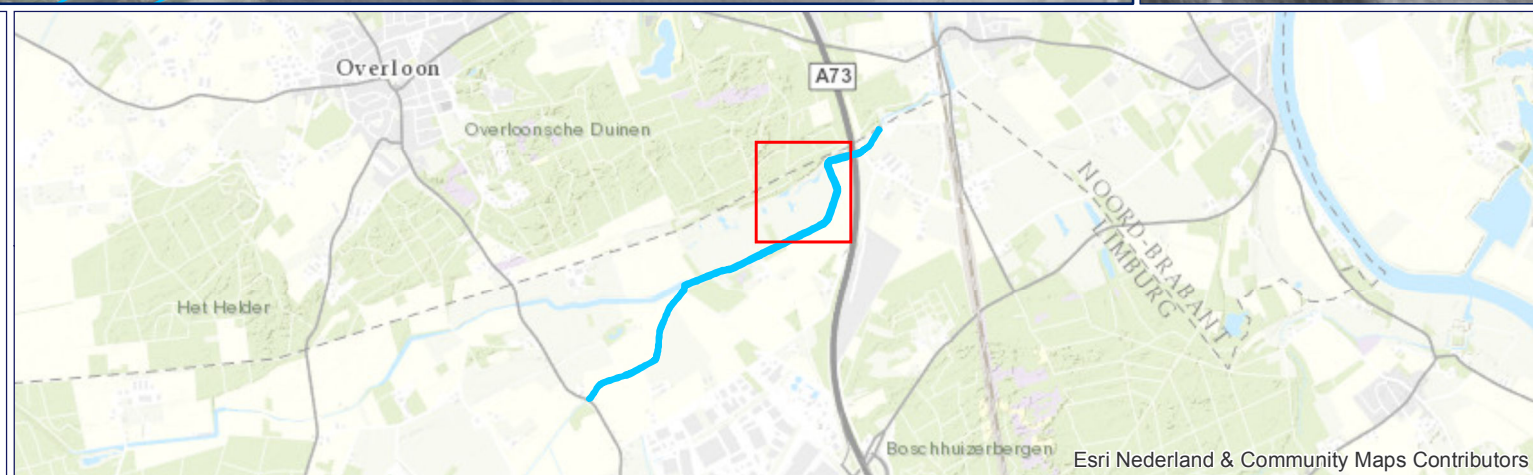 Overloon
A73
Overloonsche Duinen
NOORD-BRABANT
LIMBURG
Het Helder
Boschhuizerbergen
Esri Nederland & Community Maps Contributors